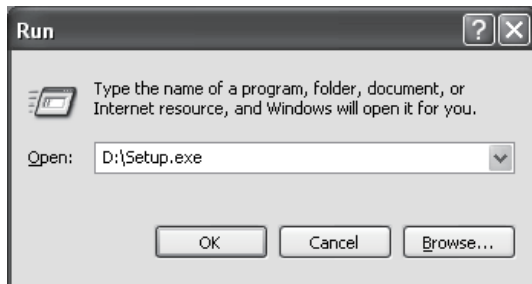 Run
Type the name of a program, folder, document, or
Internet resource, and Windows will open it for you.
Open: D:\Setup.exe
OK Cancel Browse...